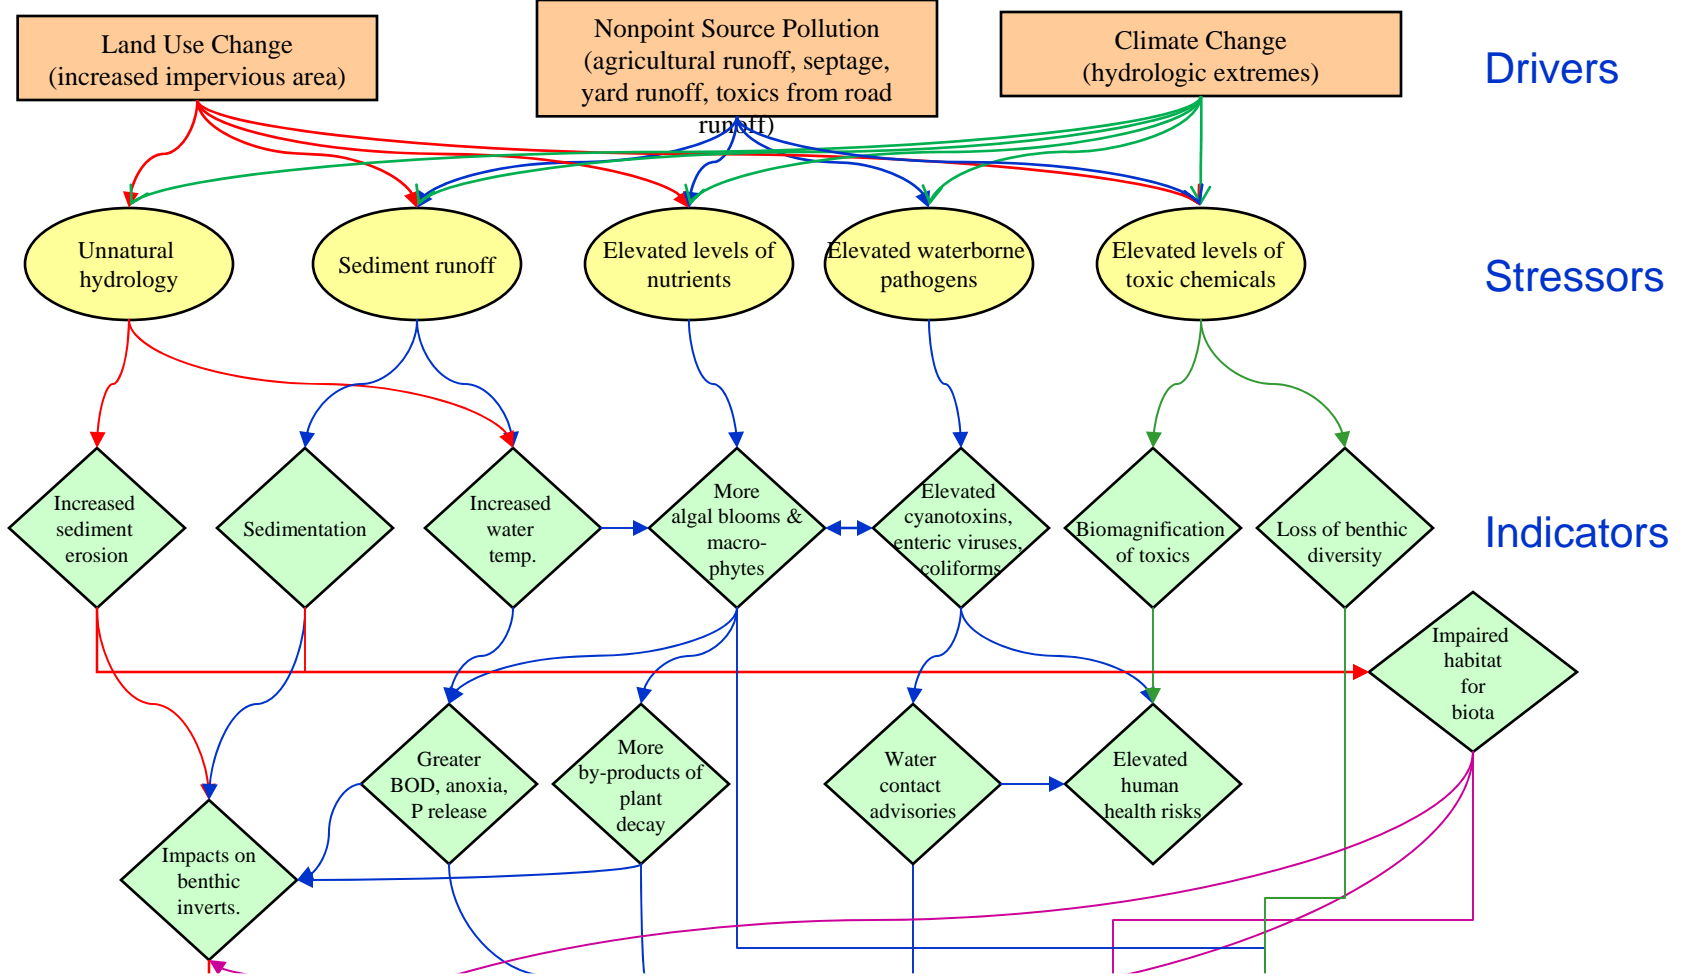 Land Use Change
(increased impervious area)
Nonpoint Source Pollution
(agricultural runoff, septage,
yard runoff, toxics from road
runoff)
Climate Change
(hydrologic extremes)
Drivers
Unnatural
hydrology
Sediment runoff
Elevated levels of
nutrients
Elevated waterborne
pathogens
Elevated levels of
toxic chemicals
Stressors
Increased
sediment
erosion
Sedimentation
Increased
water
temp.
More
algal blooms &
macro-
phytes
Elevated
cyanotoxins,
enteric viruses,
coliforms
Biomagnification
of toxics
Loss of benthic
diversity
Indicators
Impaired
habitat
for
biota
Greater
BOD, anoxia,
P release
More
by-products of
plant
decay
Water
contact
advisories
Elevated
human
health risks
Impacts on
benthic
inverts.